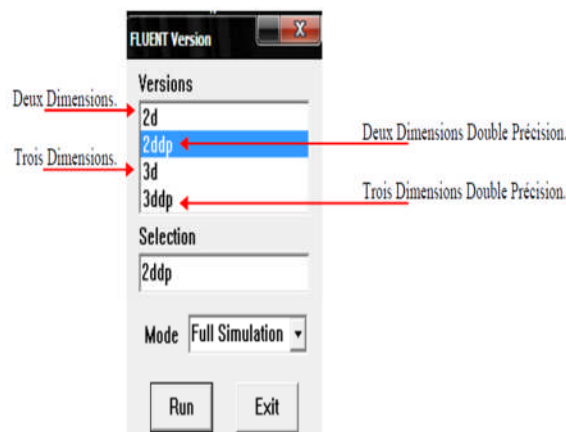 FLUENT Version
X
Versions
Deux Dimensions.
2d
2ddp
Deux Dimensions Double Précision.
Trois Dimensions.
3d
3ddp
Trois Dimensions Double Précision.
Selection
2ddp
Mode Full Simulation
Run Exit